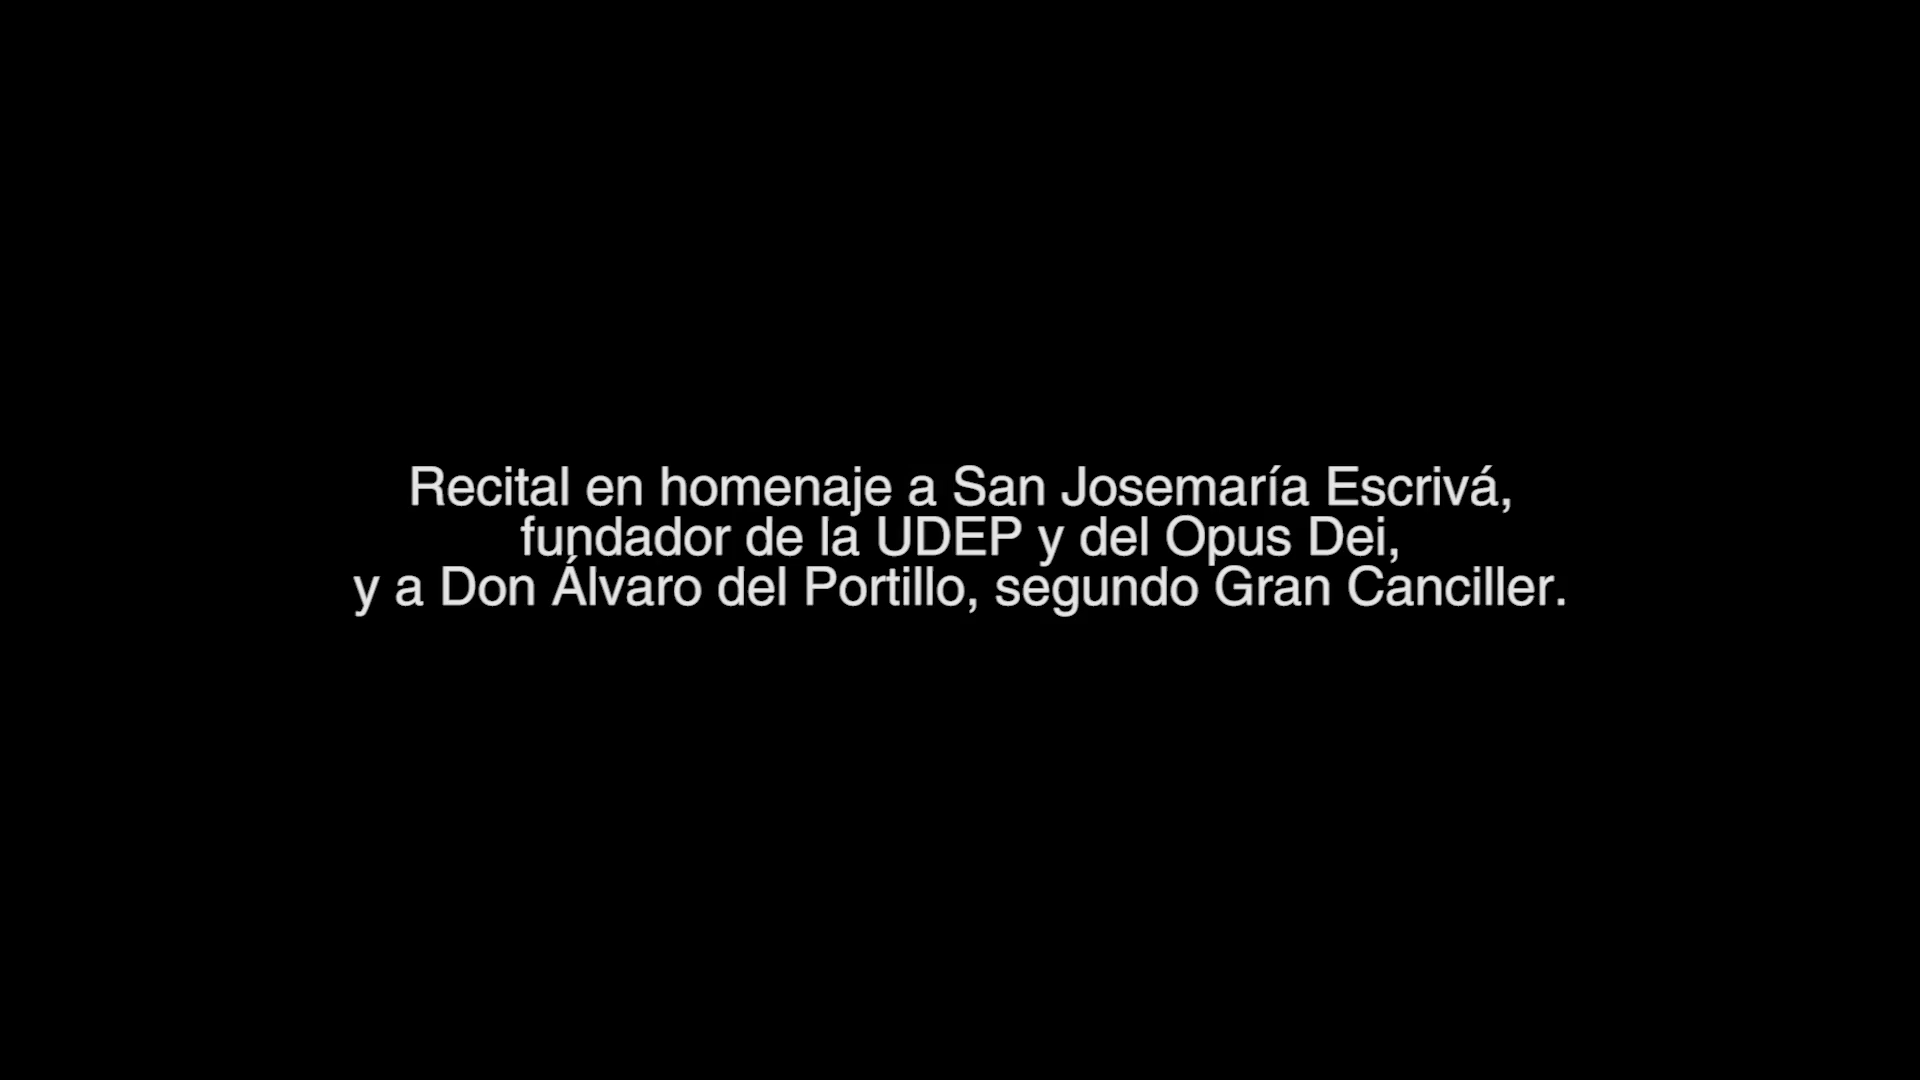 Recital en homenaje a San Josemaría Escrivá,
fundador de la UDEP y del Opus Dei,
y a Don Álvaro del Portillo, segundo Gran Canciller.